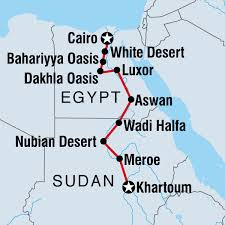 Cairo
White Desert
Bahariyya Oasis
Dakhla Oasis
Luxor
EGYPT
Aswan
Wadi Halfa
Nubian Desert
Meroe
SUDAN
Khartoum